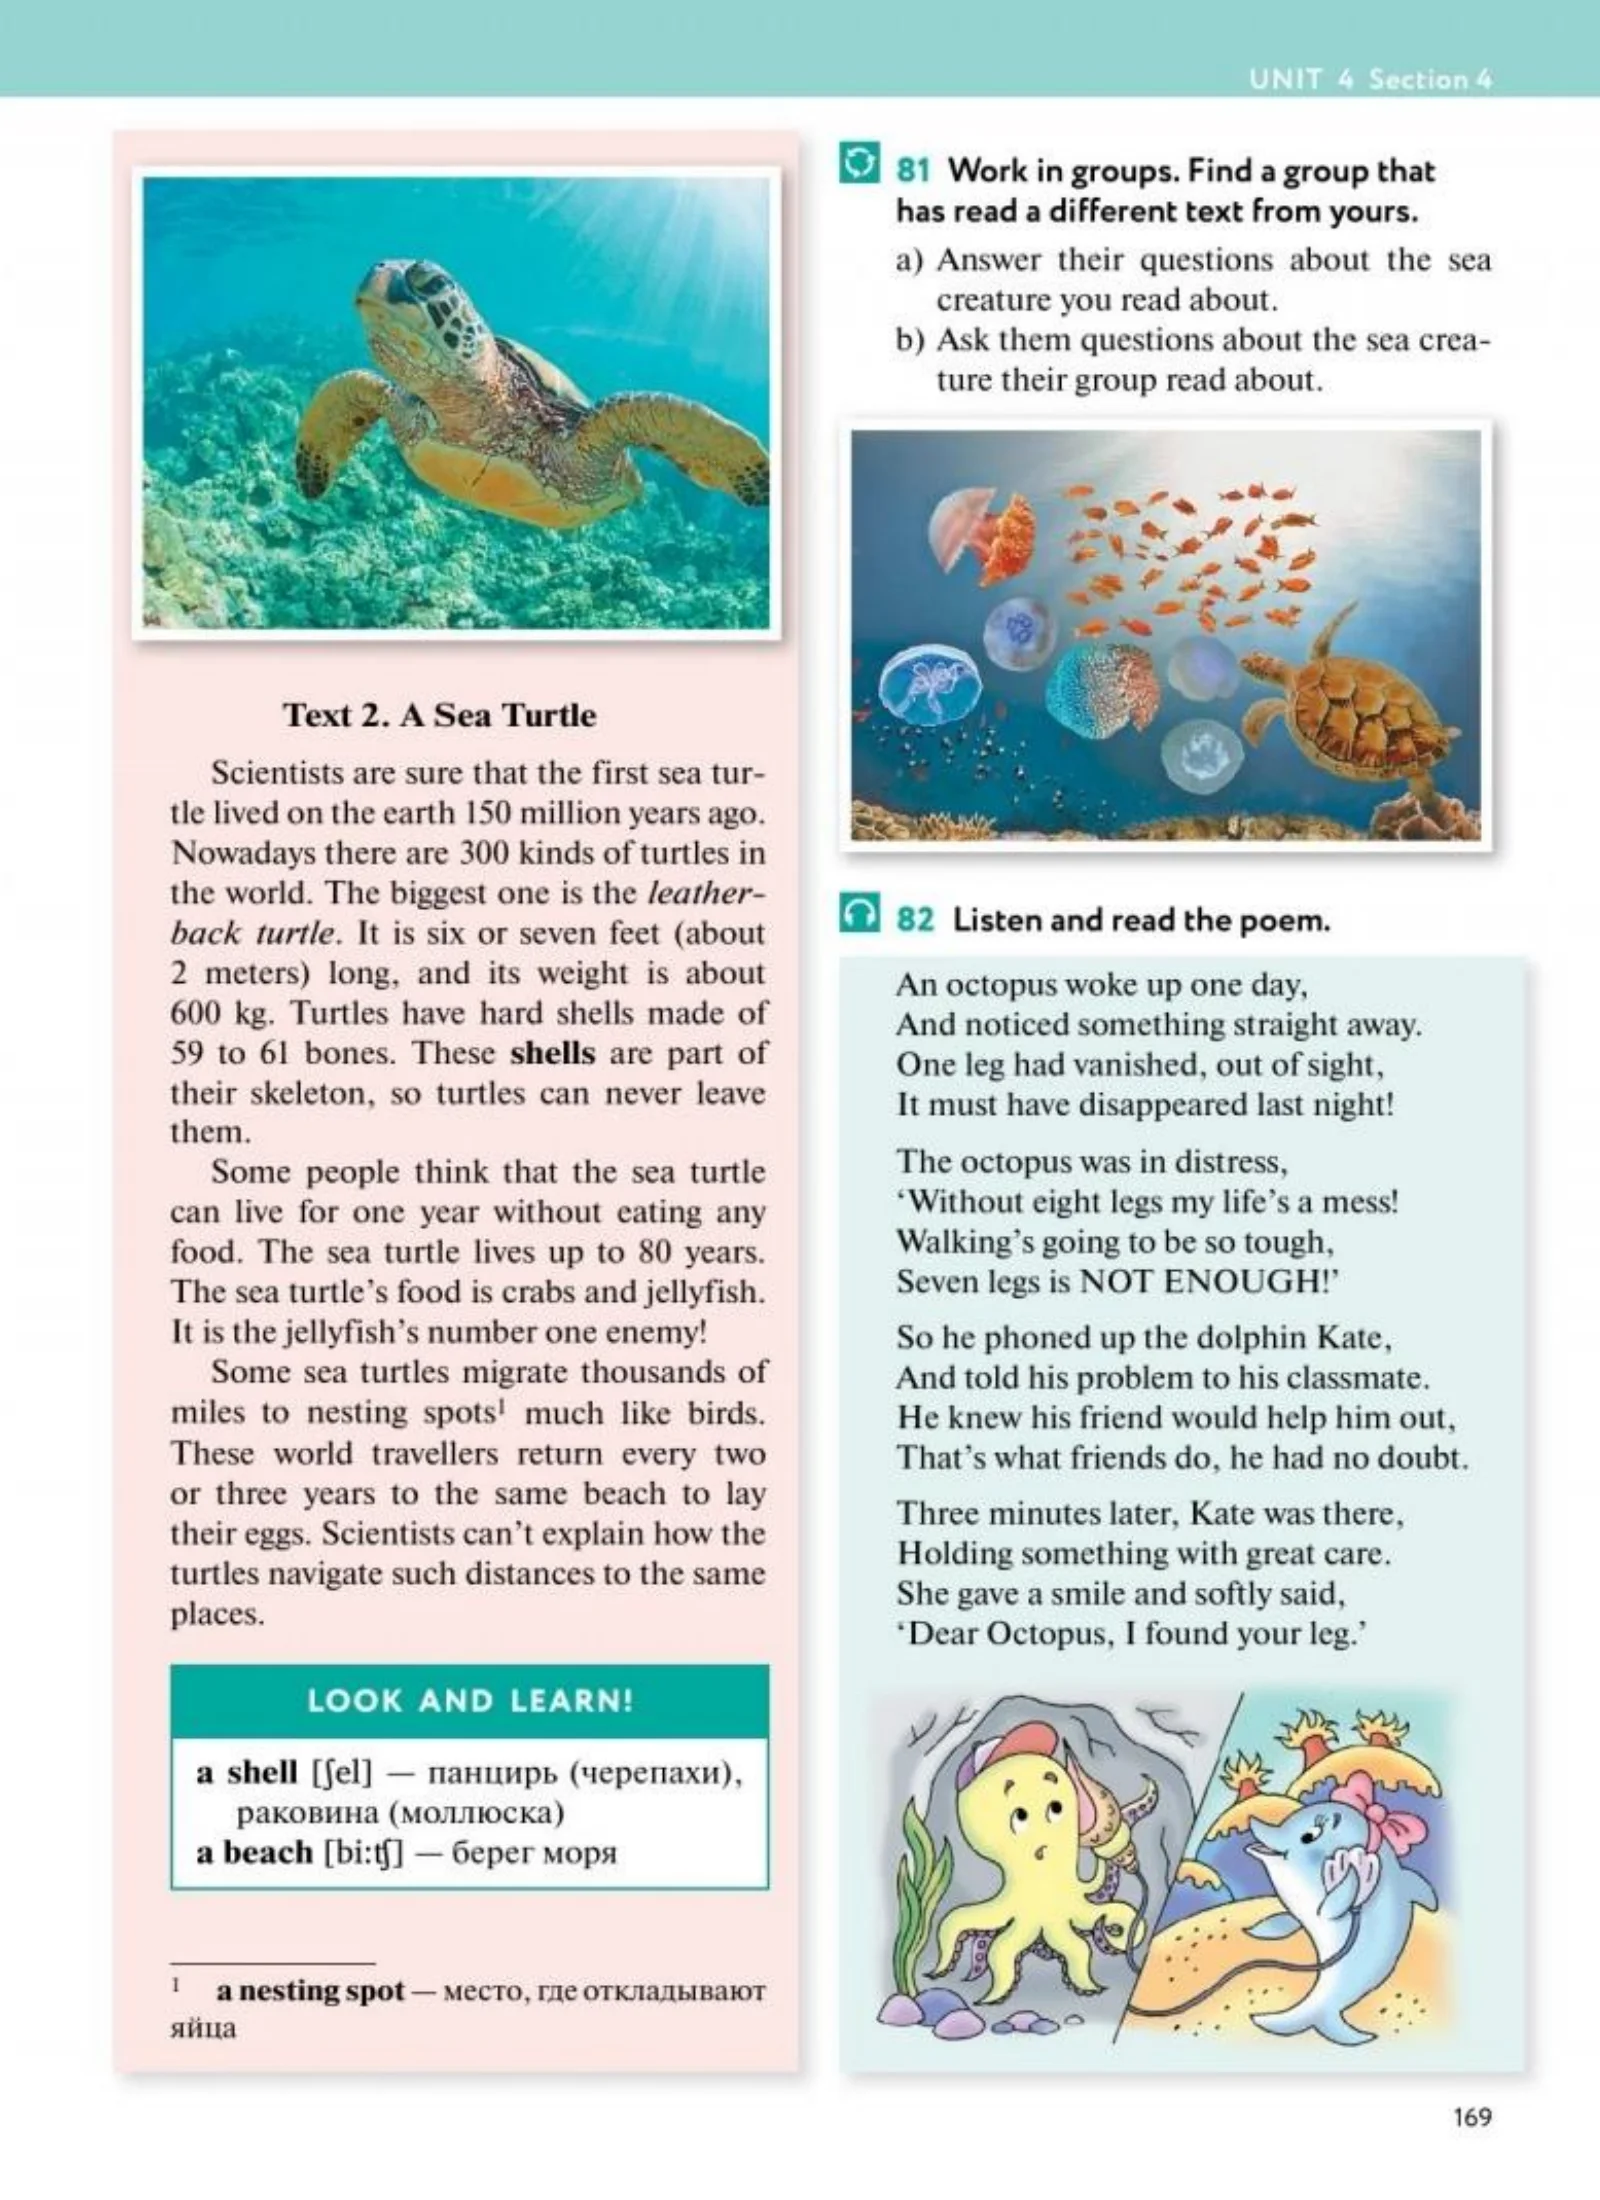 UNIT 4 Section 4
Text 2. A Sea Turtle
Scientists are sure that the first sea tur-
tle lived on the earth 150 million years ago.
Nowadays there are 300 kinds of turtles in
the world. The biggest one is the leather-
back turtle. It is six or seven feet (about
2 meters) long, and its weight is about
600 kg. Turtles have hard shells made of
59 to 61 bones. These shells are part of
their skeleton, so turtles can never leave
them.
Some people think that the sea turtle
can live for one year without eating any
food. The sea turtle lives up to 80 years.
The sea turtle's food is crabs and jellyfish.
It is the jellyfish's number one enemy!
Some sea turtles migrate thousands of
miles to nesting spots¹ much like birds.
These world travellers return every two
or three years to the same beach to lay
their eggs. Scientists can't explain how the
turtles navigate such distances to the same
places.
LOOK AND LEARN!
a shell [ʃel] — панцирь (черепахи),
раковина (моллюска)
a beach [bi:ʧ] — берег моря
¹ a nesting spot — место, где откладывают
яйца
81 Work in groups. Find a group that
has read a different text from yours.
a) Answer their questions about the sea
creature you read about.
b) Ask them questions about the sea crea-
ture their group read about.
82 Listen and read the poem.
An octopus woke up one day,
And noticed something straight away.
One leg had vanished, out of sight,
It must have disappeared last night!
The octopus was in distress,
‘Without eight legs my life’s a mess!
Walking’s going to be so tough,
Seven legs is NOT ENOUGH!’
So he phoned up the dolphin Kate,
And told his problem to his classmate.
He knew his friend would help him out,
That’s what friends do, he had no doubt.
Three minutes later, Kate was there,
Holding something with great care.
She gave a smile and softly said,
‘Dear Octopus, I found your leg.’
169